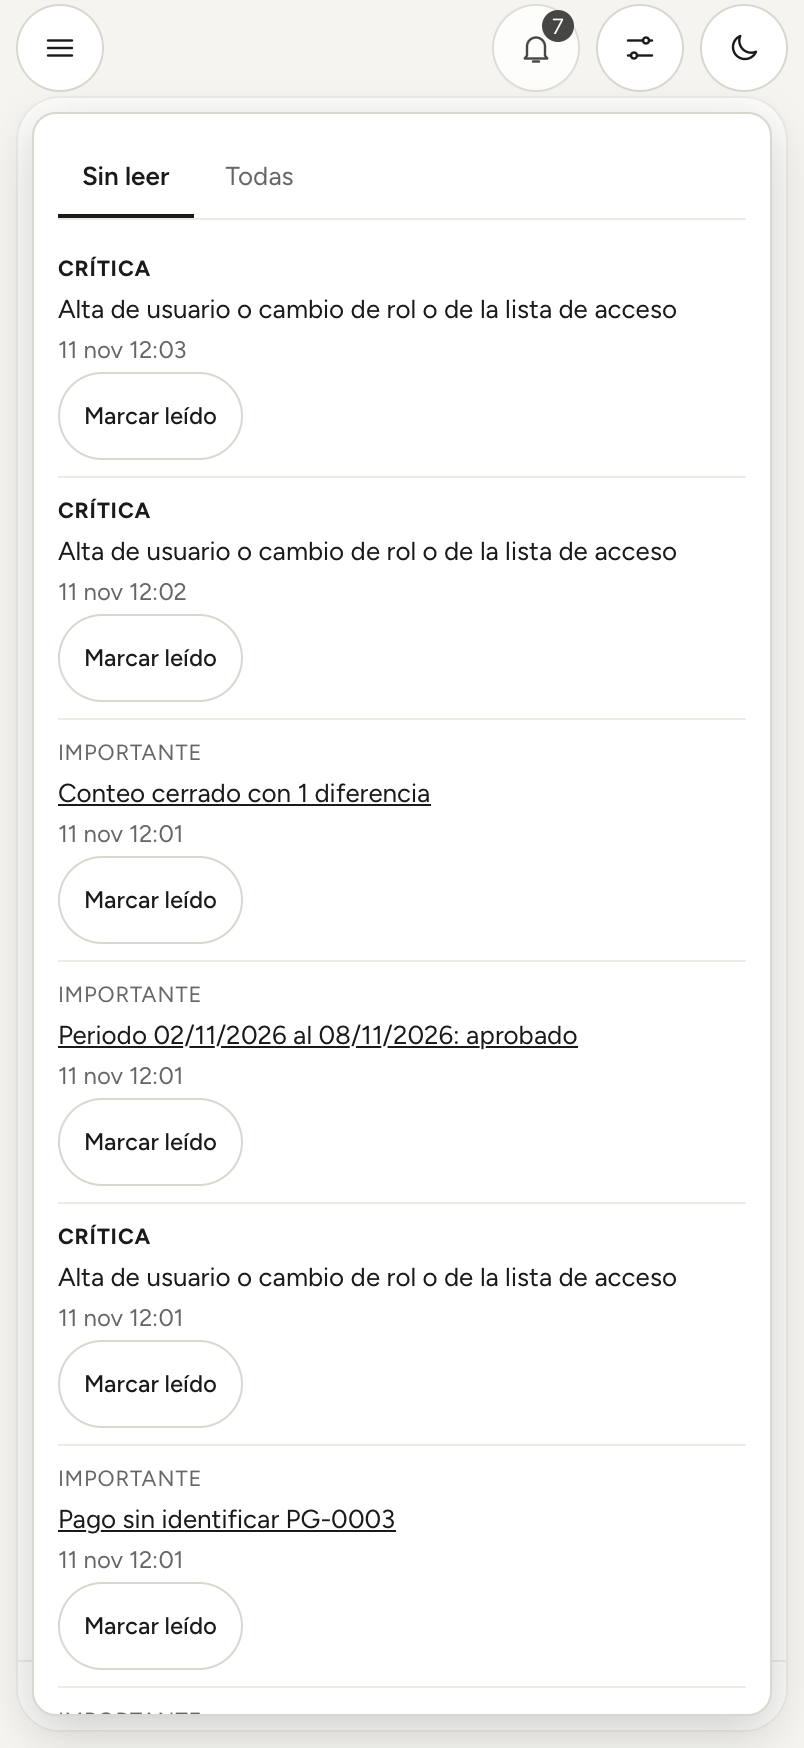 7
Sin leer Todas
CRÍTICA
Alta de usuario o cambio de rol o de la lista de acceso
11 nov 12:03
Marcar leído
CRÍTICA
Alta de usuario o cambio de rol o de la lista de acceso
11 nov 12:02
Marcar leído
IMPORTANTE
Conteo cerrado con 1 diferencia
11 nov 12:01
Marcar leído
IMPORTANTE
Periodo 02/11/2026 al 08/11/2026: aprobado
11 nov 12:01
Marcar leído
CRÍTICA
Alta de usuario o cambio de rol o de la lista de acceso
11 nov 12:01
Marcar leído
IMPORTANTE
Pago sin identificar PG-0003
11 nov 12:01
Marcar leído